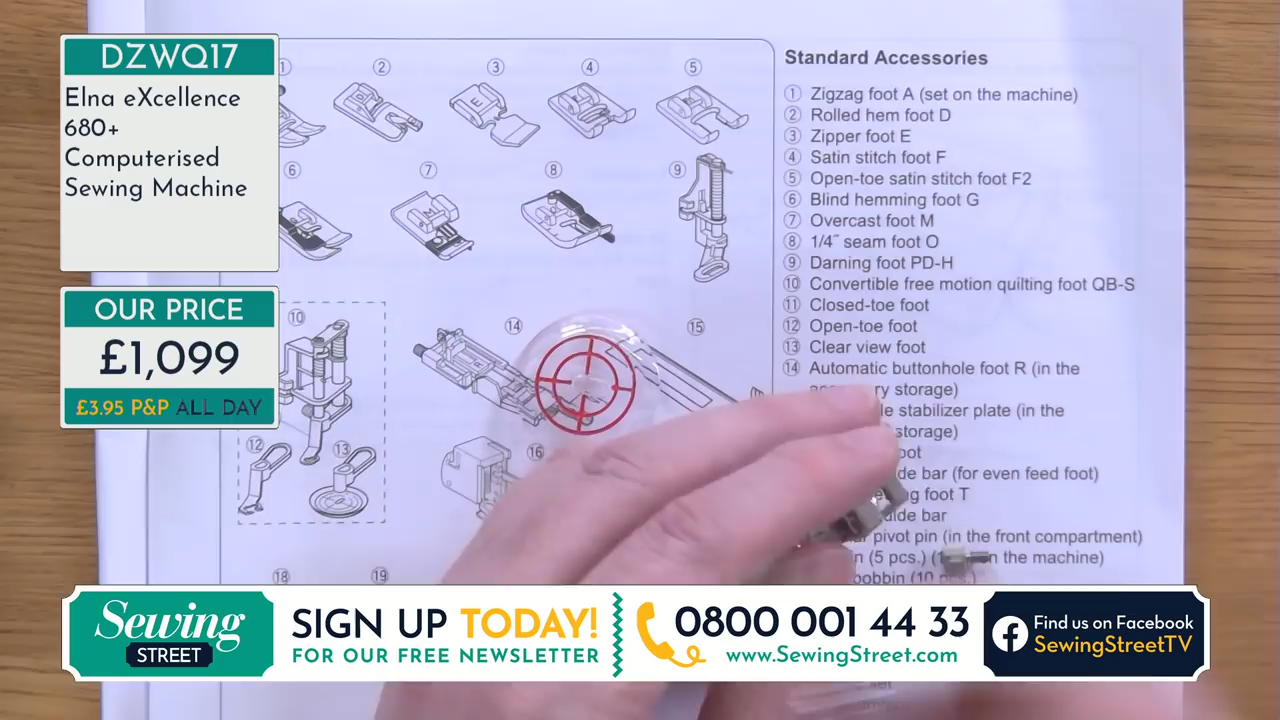 DZWQ17
Elna eXcellence
680+
Computerised
Sewing Machine
OUR PRICE
£1,099
£3.95 P&P ALL DAY
① ② ③ ④ ⑤
⑥ ⑦ ⑧ ⑨
⑩ ⑭ ⑮
⑫ ⑬ ⑯
⑱ ⑲
Standard Accessories
① Zigzag foot A (set on the machine)
② Rolled hem foot D
③ Zipper foot E
④ Satin stitch foot F
⑤ Open-toe satin stitch foot F2
⑥ Blind hemming foot G
⑦ Overcast foot M
⑧ 1/4˝ seam foot O
⑨ Darning foot PD-H
⑩ Convertible free motion quilting foot QB-S
⑪ Closed-toe foot
⑫ Open-toe foot
⑬ Clear view foot
⑭ Automatic buttonhole foot R (in the
storage)
stabilizer plate (in the
storage)
bar (for even feed foot)
foot T
bar
pivot pin (in the front compartment)
(5 pcs.) the machine)
bobbin (10 pcs.)
Sewing
STREET
SIGN UP TODAY!
FOR OUR FREE NEWSLETTER
0800 001 44 33
www.SewingStreet.com
Find us on Facebook
SewingStreetTV